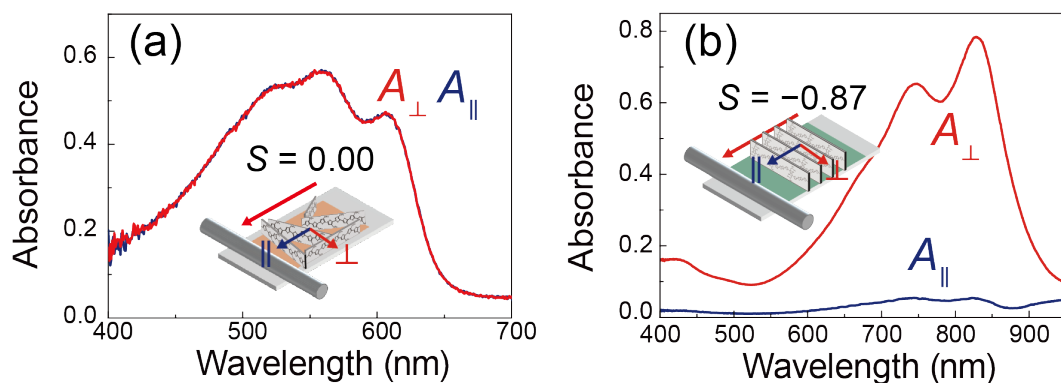 (a)
0.6
0.4
0.2
0.0
Absorbance
A⊥ A∥
S = 0.00
∥ ⊥
400 500 600 700
Wavelength (nm)
(b)
0.8
0.6
0.4
0.2
0.0
Absorbance
S = −0.87
A⊥
∥ ⊥
A∥
400 500 600 700 800 900
Wavelength (nm)